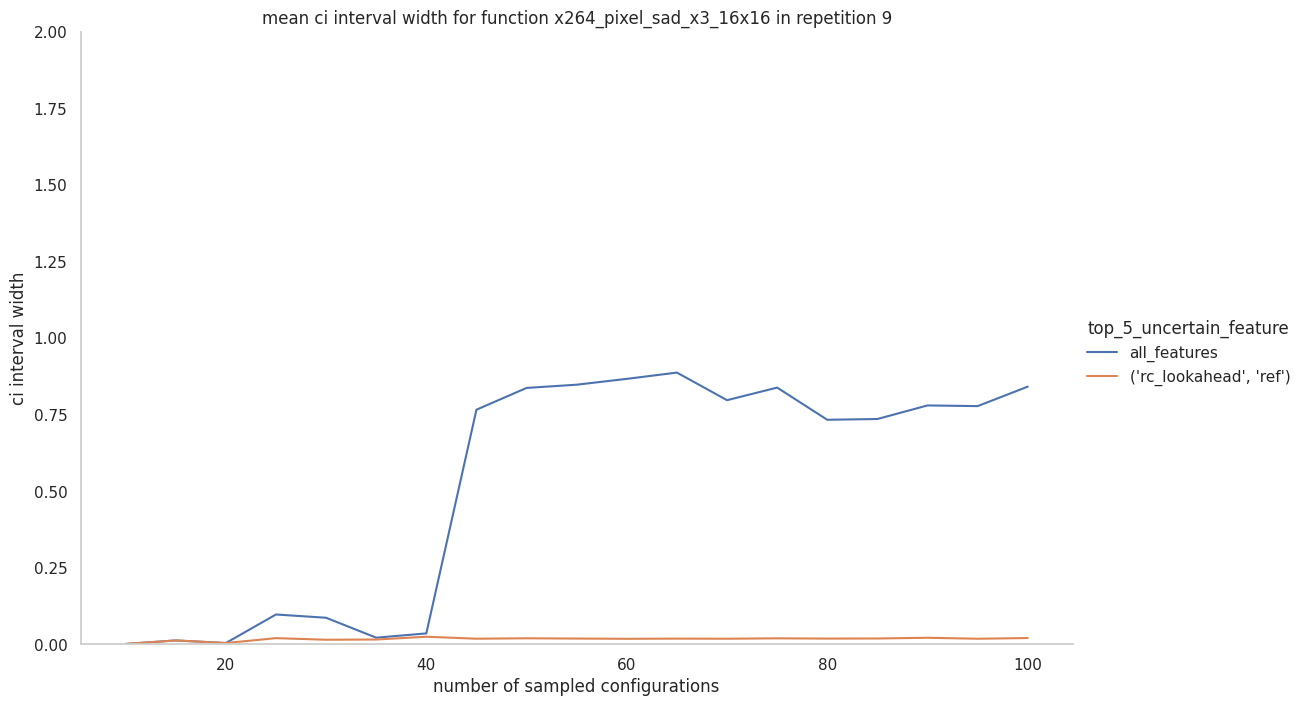 mean ci interval width for function x264_pixel_sad_x3_16x16 in repetition 9
2.00
1.75
1.50
1.25
1.00
0.75
0.50
0.25
0.00
ci interval width
20
40
60
80
100
number of sampled configurations
top_5_uncertain_feature
all_features
('rc_lookahead', 'ref')